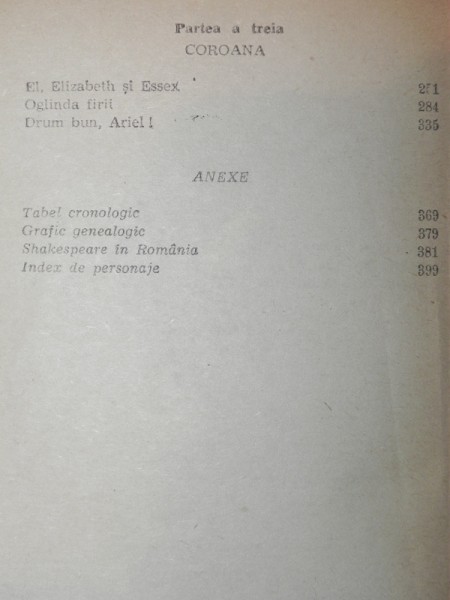 Partea a treia
COROANA
El, Elizabeth și Essex
Oglinda firii 284
Drum bun, Ariel! 335
ANEXE
Tabel cronologic 369
Grafic genealogic 379
Shakespeare în România 381
Index de personaje 399